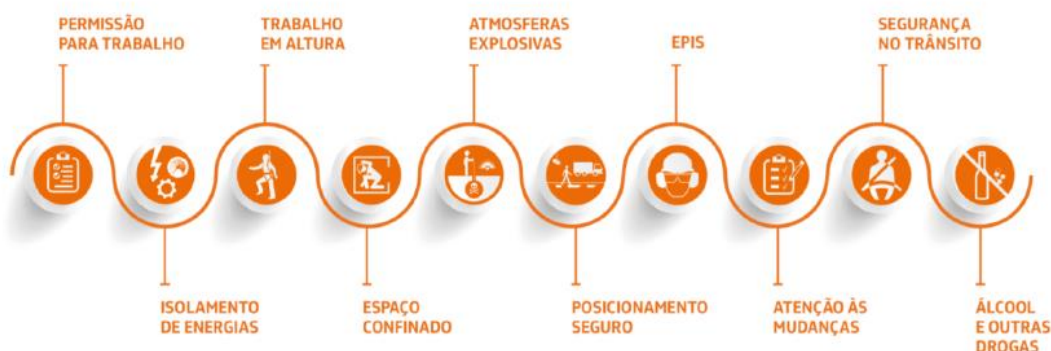 PERMISSÃO
PARA TRABALHO
TRABALHO
EM ALTURA
ATMOSFERAS
EXPLOSIVAS
EPIS
SEGURANÇA
NO TRÂNSITO
ISOLAMENTO
DE ENERGIAS
ESPAÇO
CONFINADO
POSICIONAMENTO
SEGURO
ATENÇÃO ÀS
MUDANÇAS
ÁLCOOL
E OUTRAS
DROGAS